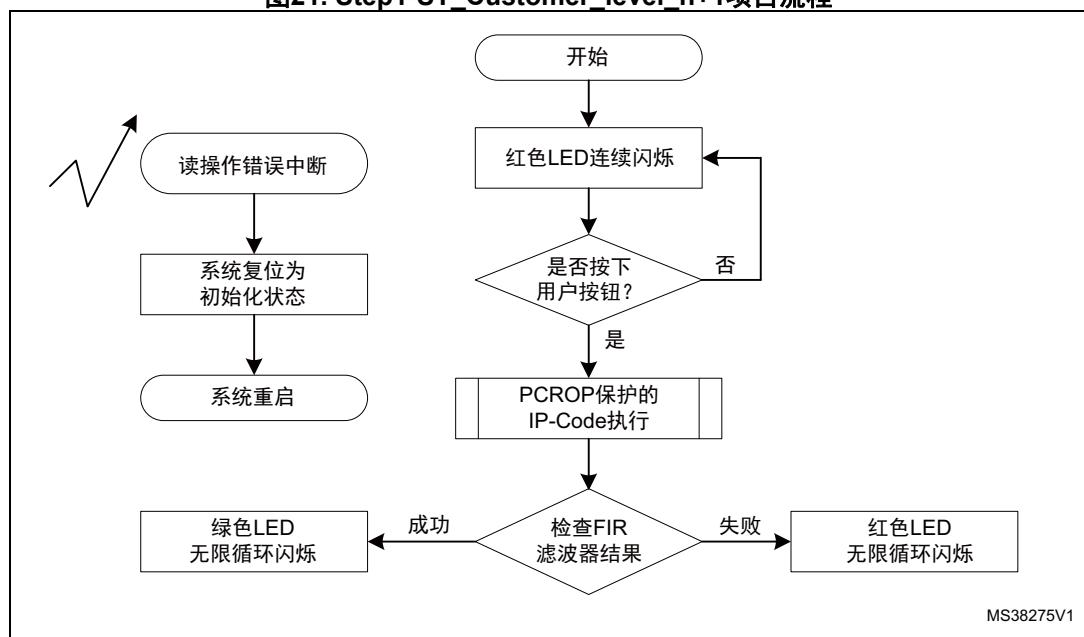 开始
红色LED连续闪烁
读操作错误中断
是否按下
用户按钮？
否
系统复位为
初始化状态
是
系统重启
PCROP保护的
IP-Code执行
绿色LED
无限循环闪烁
成功
检查FIR
滤波器结果
失败
红色LED
无限循环闪烁
MS38275V1